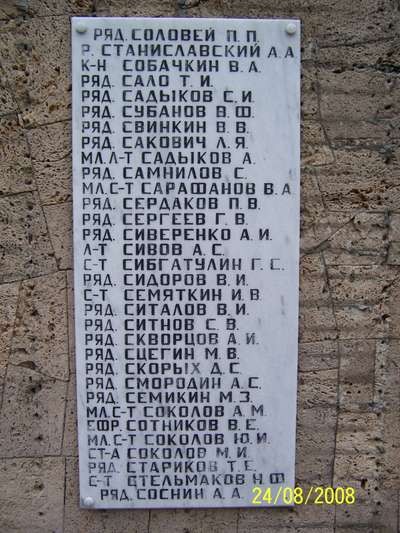 РЯД. СОЛОВЕЙ П. П.
Р. СТАНИСЛАВСКИЙ А. А
К-Н СОБАЧКИН В. А.
РЯД. САЛО Т. И.
РЯД. САДЫКОВ С. И
РЯД. СУБАНОВ В. Ф.
РЯД. СВИНКИН В. В.
РЯД. САКОВИЧ Л. Я
МЛ. Л-Т САДЫКОВ А.
РЯД. САМНИЛОВ С.
МЛ. С-Т САРАФАНОВ В. А
РЯД. СЕРДАКОВ П. В.
РЯД. СЕРГЕЕВ Г. В.
РЯД. СИВЕРЕНКО А. И.
Л-Т СИВОВ А. С.
С-Т СИБГАТУЛИН Г. С.
РЯД. СИДОРОВ В. И.
С-Т СЕМЯТКИН И. В
РЯД. СИТАЛОВ В. И.
РЯД. СИТНОВ С. В.
РЯД. СКВОРЦОВ А. И.
РЯД. СЦЕГИН М. В.
РЯД. СКОРЫХ Д. С.
РЯД. СМОРОДИН А. С.
РЯД. СЕМИКИН М. З.
МЛ. С-Т СОКОЛОВ А. М.
ЕФР. СОТНИКОВ В. Е.
МЛ. С-Т СОКОЛОВ Ю. И.
СТ-А СОКОЛОВ М. И.
РЯД. СТАРИКОВ Т. Е.
С-Т СТЕЛЬМАКОВ Н. Ф
РЯД. СОСНИН А. А.
24/08/2008